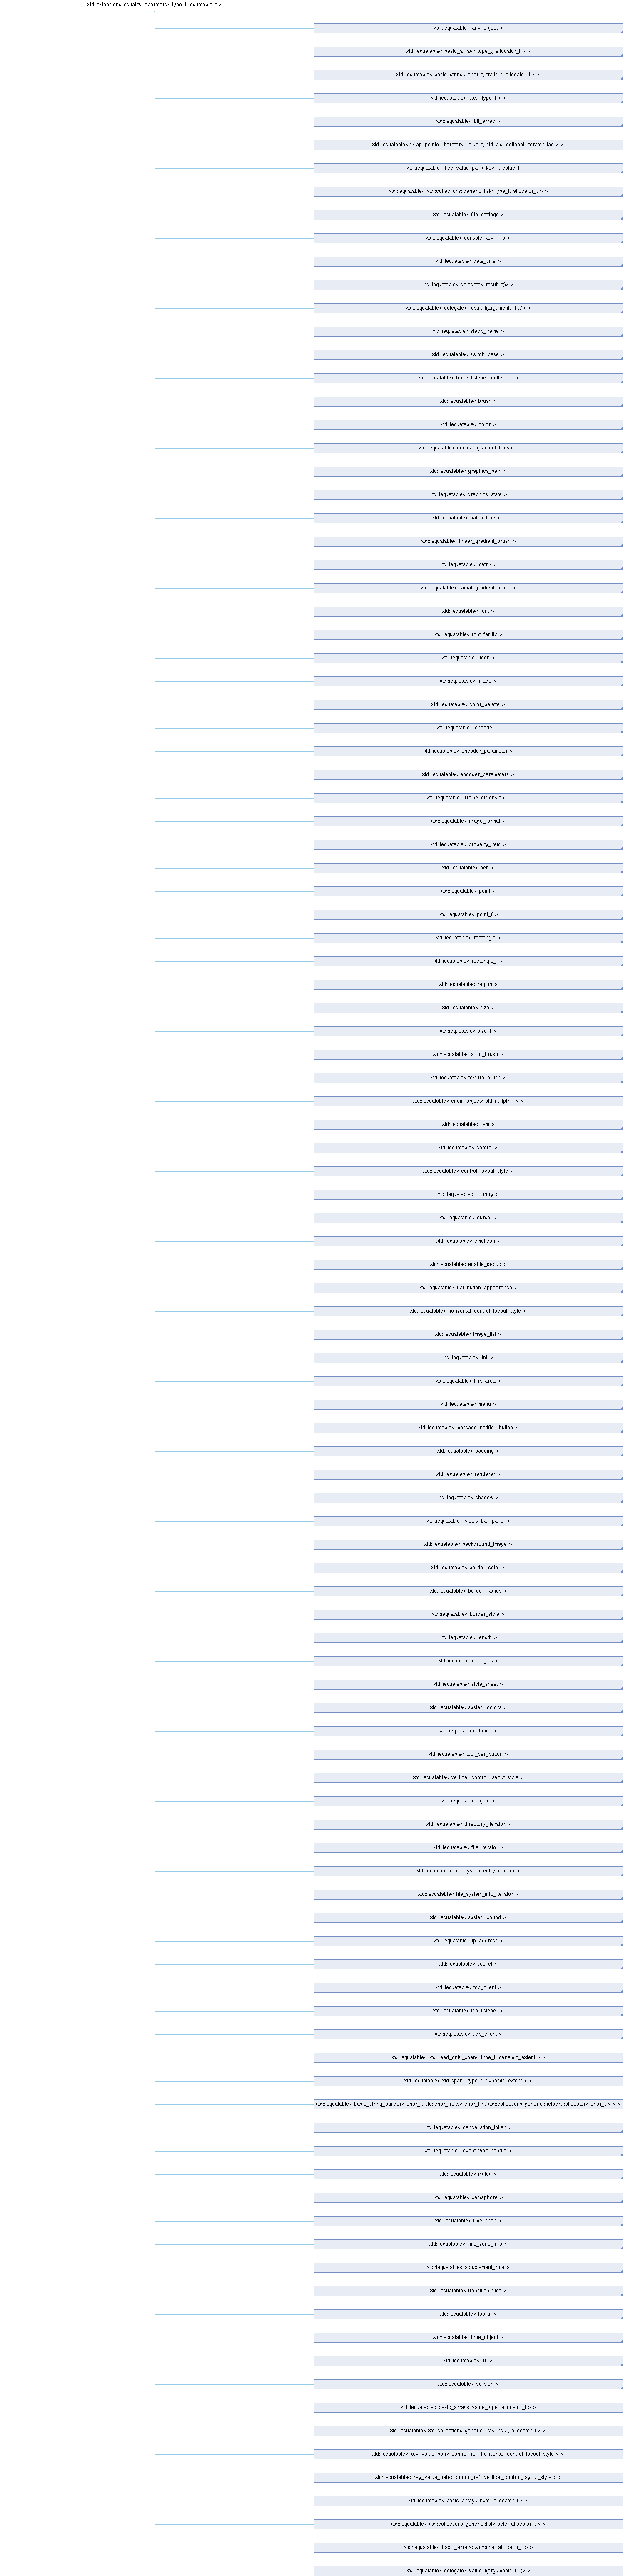 xtd::extensions::equality_operators< type_t, equatable_t >
xtd::iequatable< any_object >
xtd::iequatable< basic_array< type_t, allocator_t > >
xtd::iequatable< basic_string< char_t, traits_t, allocator_t > >
xtd::iequatable< box< type_t > >
xtd::iequatable< bit_array >
xtd::iequatable< wrap_pointer_iterator< value_t, std::bidirectional_iterator_tag > >
xtd::iequatable< key_value_pair< key_t, value_t > >
xtd::iequatable< xtd::collections::generic::list< type_t, allocator_t > >
xtd::iequatable< file_settings >
xtd::iequatable< console_key_info >
xtd::iequatable< date_time >
xtd::iequatable< delegate< result_t()> >
xtd::iequatable< delegate< result_t(arguments_t...)> >
xtd::iequatable< stack_frame >
xtd::iequatable< switch_base >
xtd::iequatable< trace_listener_collection >
xtd::iequatable< brush >
xtd::iequatable< color >
xtd::iequatable< conical_gradient_brush >
xtd::iequatable< graphics_path >
xtd::iequatable< graphics_state >
xtd::iequatable< hatch_brush >
xtd::iequatable< linear_gradient_brush >
xtd::iequatable< matrix >
xtd::iequatable< radial_gradient_brush >
xtd::iequatable< font >
xtd::iequatable< font_family >
xtd::iequatable< icon >
xtd::iequatable< image >
xtd::iequatable< color_palette >
xtd::iequatable< encoder >
xtd::iequatable< encoder_parameter >
xtd::iequatable< encoder_parameters >
xtd::iequatable< frame_dimension >
xtd::iequatable< image_format >
xtd::iequatable< property_item >
xtd::iequatable< pen >
xtd::iequatable< point >
xtd::iequatable< point_f >
xtd::iequatable< rectangle >
xtd::iequatable< rectangle_f >
xtd::iequatable< region >
xtd::iequatable< size >
xtd::iequatable< size_f >
xtd::iequatable< solid_brush >
xtd::iequatable< texture_brush >
xtd::iequatable< enum_object< std::nullptr_t > >
xtd::iequatable< item >
xtd::iequatable< control >
xtd::iequatable< control_layout_style >
xtd::iequatable< country >
xtd::iequatable< cursor >
xtd::iequatable< emoticon >
xtd::iequatable< enable_debug >
xtd::iequatable< flat_button_appearance >
xtd::iequatable< horizontal_control_layout_style >
xtd::iequatable< image_list >
xtd::iequatable< link >
xtd::iequatable< link_area >
xtd::iequatable< menu >
xtd::iequatable< message_notifier_button >
xtd::iequatable< padding >
xtd::iequatable< renderer >
xtd::iequatable< shadow >
xtd::iequatable< status_bar_panel >
xtd::iequatable< background_image >
xtd::iequatable< border_color >
xtd::iequatable< border_radius >
xtd::iequatable< border_style >
xtd::iequatable< length >
xtd::iequatable< lengths >
xtd::iequatable< style_sheet >
xtd::iequatable< system_colors >
xtd::iequatable< theme >
xtd::iequatable< tool_bar_button >
xtd::iequatable< vertical_control_layout_style >
xtd::iequatable< guid >
xtd::iequatable< directory_iterator >
xtd::iequatable< file_iterator >
xtd::iequatable< file_system_entry_iterator >
xtd::iequatable< file_system_info_iterator >
xtd::iequatable< system_sound >
xtd::iequatable< ip_address >
xtd::iequatable< socket >
xtd::iequatable< tcp_client >
xtd::iequatable< tcp_listener >
xtd::iequatable< udp_client >
xtd::iequatable< xtd::read_only_span< type_t, dynamic_extent > >
xtd::iequatable< xtd::span< type_t, dynamic_extent > >
xtd::iequatable< basic_string_builder< char_t, std::char_traits< char_t >, xtd::collections::generic::helpers::allocator< char_t > > >
xtd::iequatable< cancellation_token >
xtd::iequatable< event_wait_handle >
xtd::iequatable< mutex >
xtd::iequatable< semaphore >
xtd::iequatable< time_span >
xtd::iequatable< time_zone_info >
xtd::iequatable< adjustement_rule >
xtd::iequatable< transition_time >
xtd::iequatable< toolkit >
xtd::iequatable< type_object >
xtd::iequatable< uri >
xtd::iequatable< version >
xtd::iequatable< basic_array< value_type, allocator_t > >
xtd::iequatable< xtd::collections::generic::list< int32, allocator_t > >
xtd::iequatable< key_value_pair< control_ref, horizontal_control_layout_style > >
xtd::iequatable< key_value_pair< control_ref, vertical_control_layout_style > >
xtd::iequatable< basic_array< byte, allocator_t > >
xtd::iequatable< xtd::collections::generic::list< byte, allocator_t > >
xtd::iequatable< basic_array< xtd::byte, allocator_t > >
xtd::iequatable< delegate< value_t(arguments_t...)> >